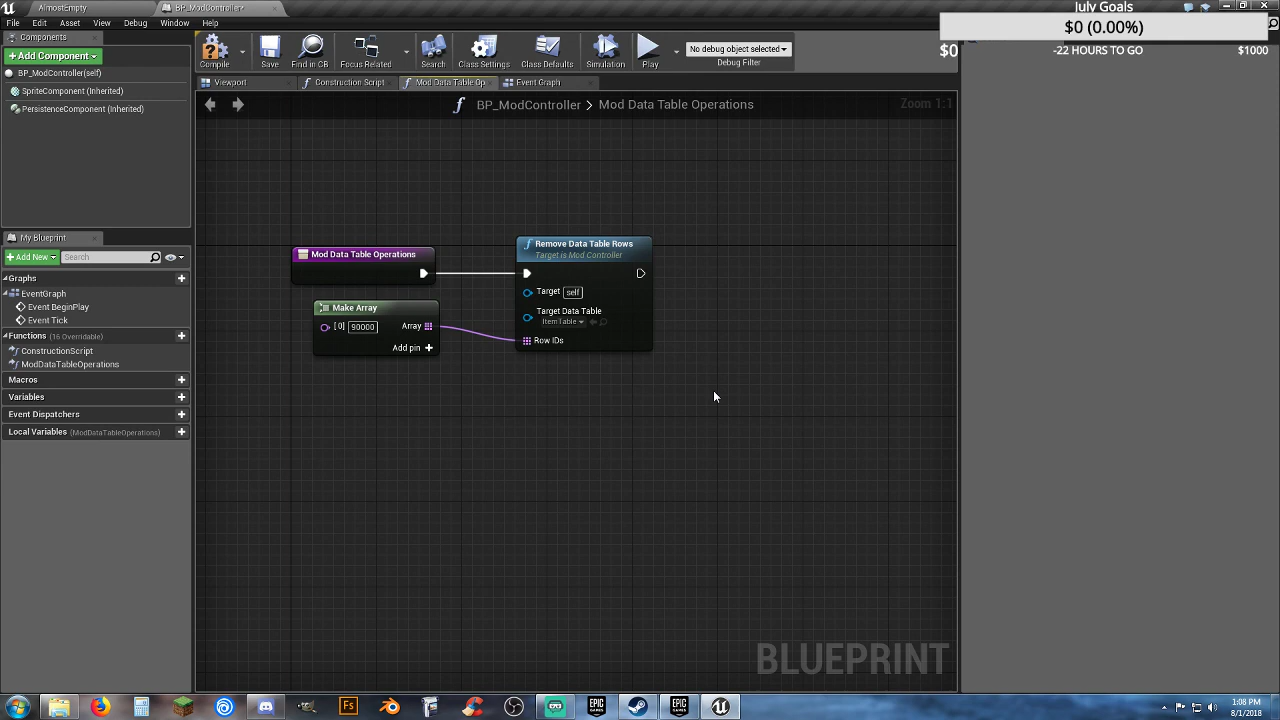 AlmostEmpty
BP_ModController*
July Goals
File Edit Asset View Debug Window Help
$0 (0.00%)
Components
+ Add Component
Compile Save Find in CB Focus Related Search Class Settings Class Defaults Simulation Play
No debug object selected
Debug Filter
$0
-22 HOURS TO GO
$1000
BP_ModController(self)
SpriteComponent (Inherited)
PersistenceComponent (Inherited)
Viewport
Construction Script
Mod Data Table Op
Event Graph
BP_ModController > Mod Data Table Operations
Zoom 1:1
My Blueprint
+ Add New
Search
Graphs
EventGraph
Event BeginPlay
Event Tick
Functions (16 Overridable)
ConstructionScript
ModDataTableOperations
Macros
Variables
Event Dispatchers
Local Variables (ModDataTableOperations)
Mod Data Table Operations
Make Array
[0] 90000
Array
Add pin +
Remove Data Table Rows
Target is Mod Controller
Target self
Target Data Table
ItemTable
Row IDs
BLUEPRINT
Fs
EPIC GAMES
EPIC GAMES
1:08 PM
8/1/2018